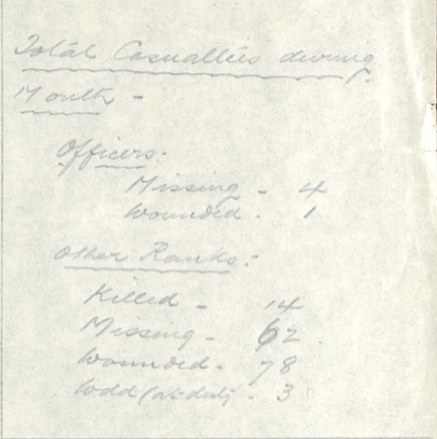 Total Casualties during
Month -
Officers:
Missing - 4
Wounded - 1
Other Ranks:
Killed - 14
Missing - 62
Wounded - 78
Wdd (at duty - 3